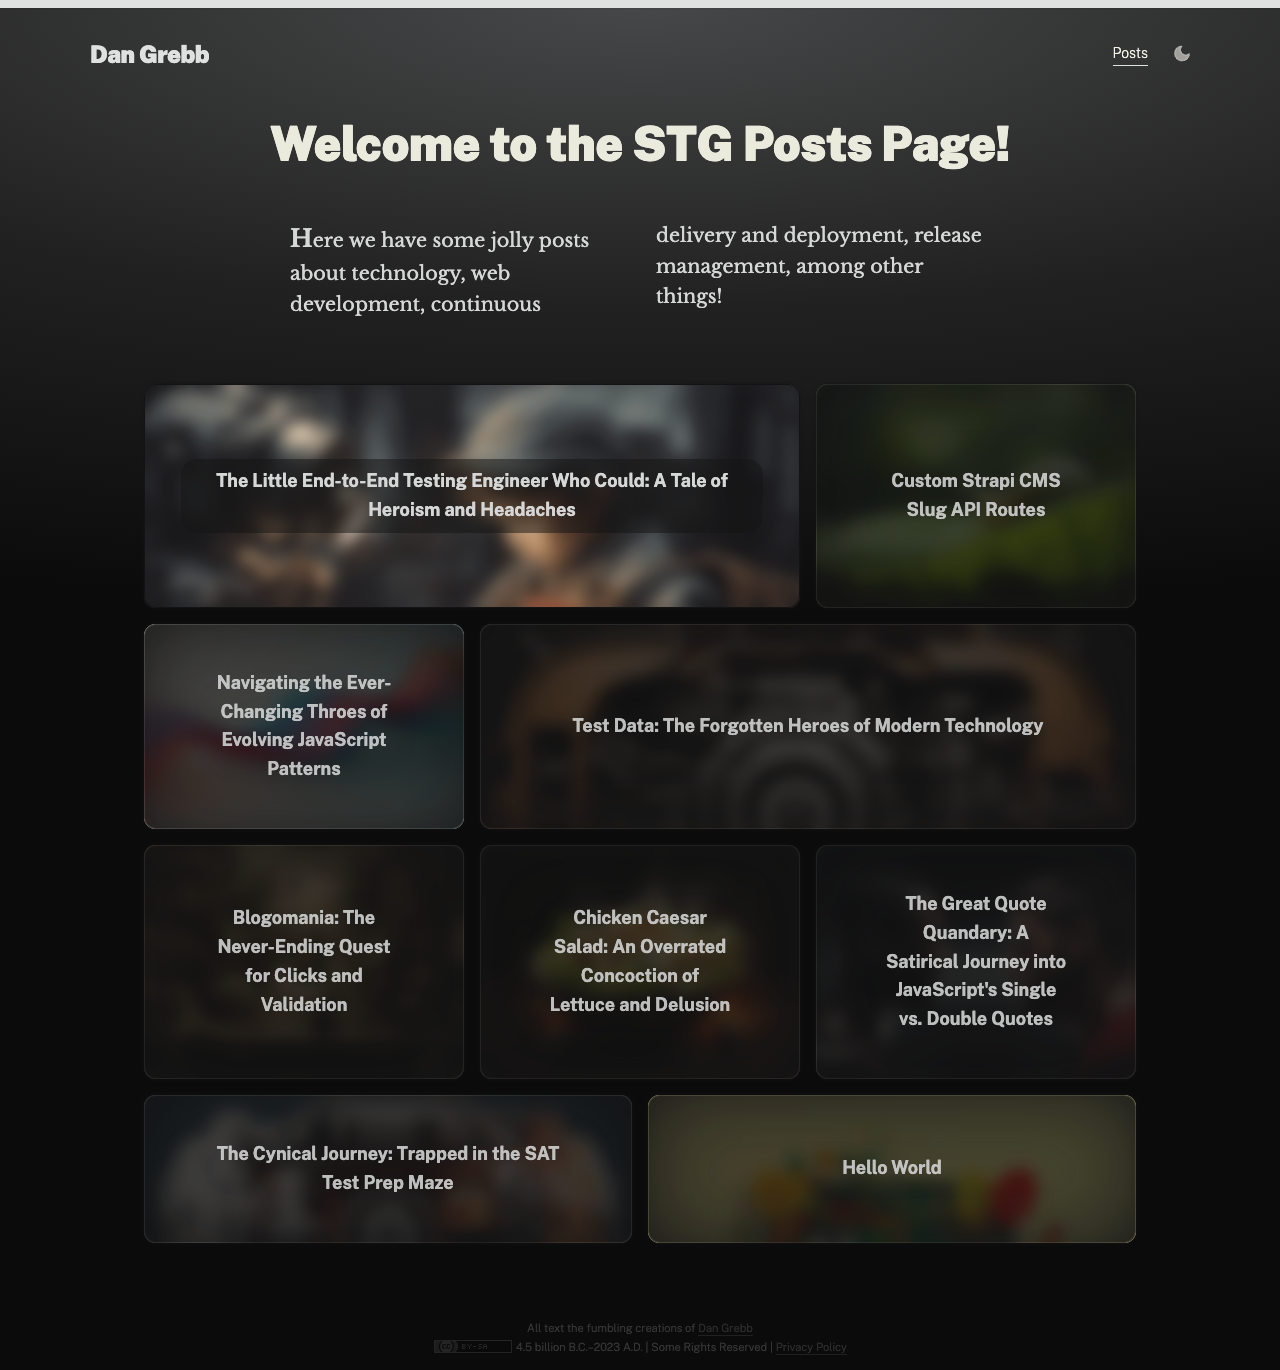 Dan Grebb
Posts
Welcome to the STG Posts Page!
Here we have some jolly posts
about technology, web
development, continuous
delivery and deployment, release
management, among other
things!
The Little End-to-End Testing Engineer Who Could: A Tale of
Heroism and Headaches
Custom Strapi CMS
Slug API Routes
Navigating the Ever-
Changing Throes of
Evolving JavaScript
Patterns
Test Data: The Forgotten Heroes of Modern Technology
Blogomania: The
Never-Ending Quest
for Clicks and
Validation
Chicken Caesar
Salad: An Overrated
Concoction of
Lettuce and Delusion
The Great Quote
Quandary: A
Satirical Journey into
JavaScript's Single
vs. Double Quotes
The Cynical Journey: Trapped in the SAT
Test Prep Maze
Hello World
All text the fumbling creations of Dan Grebb
CC BY-SA 4.5 billion B.C.–2023 A.D. | Some Rights Reserved | Privacy Policy